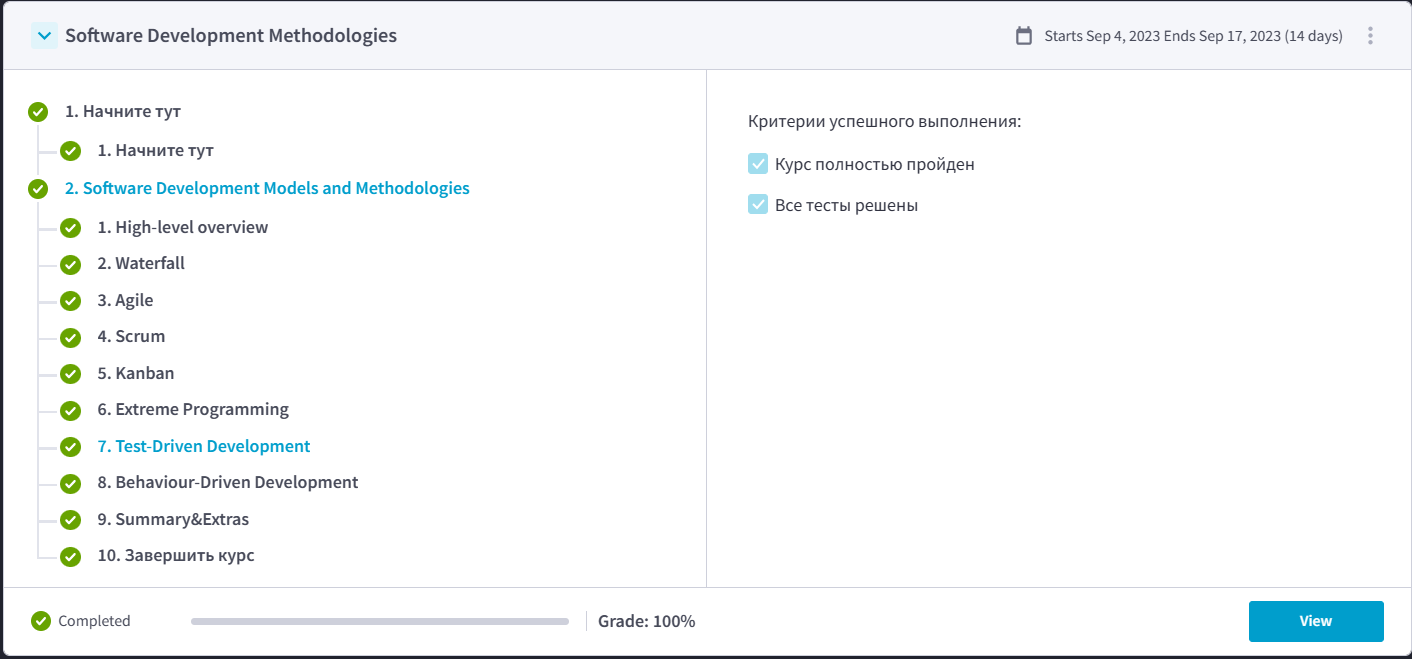 Software Development Methodologies
Starts Sep 4, 2023 Ends Sep 17, 2023 (14 days)
1. Начните тут
1. Начните тут
2. Software Development Models and Methodologies
1. High-level overview
2. Waterfall
3. Agile
4. Scrum
5. Kanban
6. Extreme Programming
7. Test-Driven Development
8. Behaviour-Driven Development
9. Summary&Extras
10. Завершить курс
Критерии успешного выполнения:
Курс полностью пройден
Все тесты решены
Completed
Grade: 100%
View